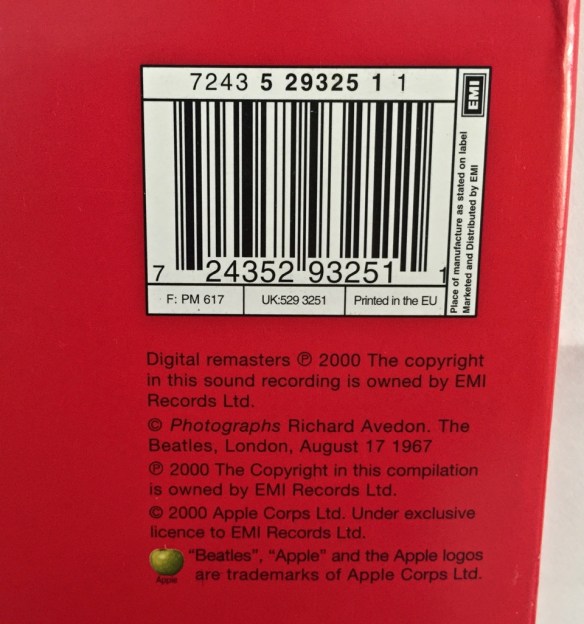 7243 5 29325 1 1
EMI
Place of manufacture as stated on label
Marketed and Distributed by EMI
7 24352 93251 1
F: PM 617
UK:529 3251
Printed in the EU
Digital remasters ℗ 2000 The copyright
in this sound recording is owned by EMI
Records Ltd.
© Photographs Richard Avedon. The
Beatles, London, August 17 1967
℗ 2000 The Copyright in this compilation
is owned by EMI Records Ltd.
© 2000 Apple Corps Ltd. Under exclusive
licence to EMI Records Ltd.
"Beatles", "Apple" and the Apple logos
are trademarks of Apple Corps Ltd.
Apple